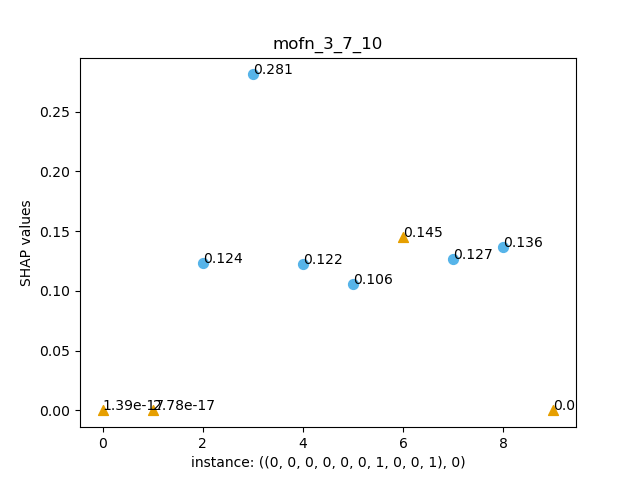 mofn_3_7_10
0.281
0.25
0.20
SHAP values
0.15
0.145
0.136
0.124
0.122
0.127
0.106
0.10
0.05
1.39e-17
2.78e-17
0.0
0.00
0 2 4 6 8
instance: ((0, 0, 0, 0, 0, 0, 1, 0, 0, 1), 0)